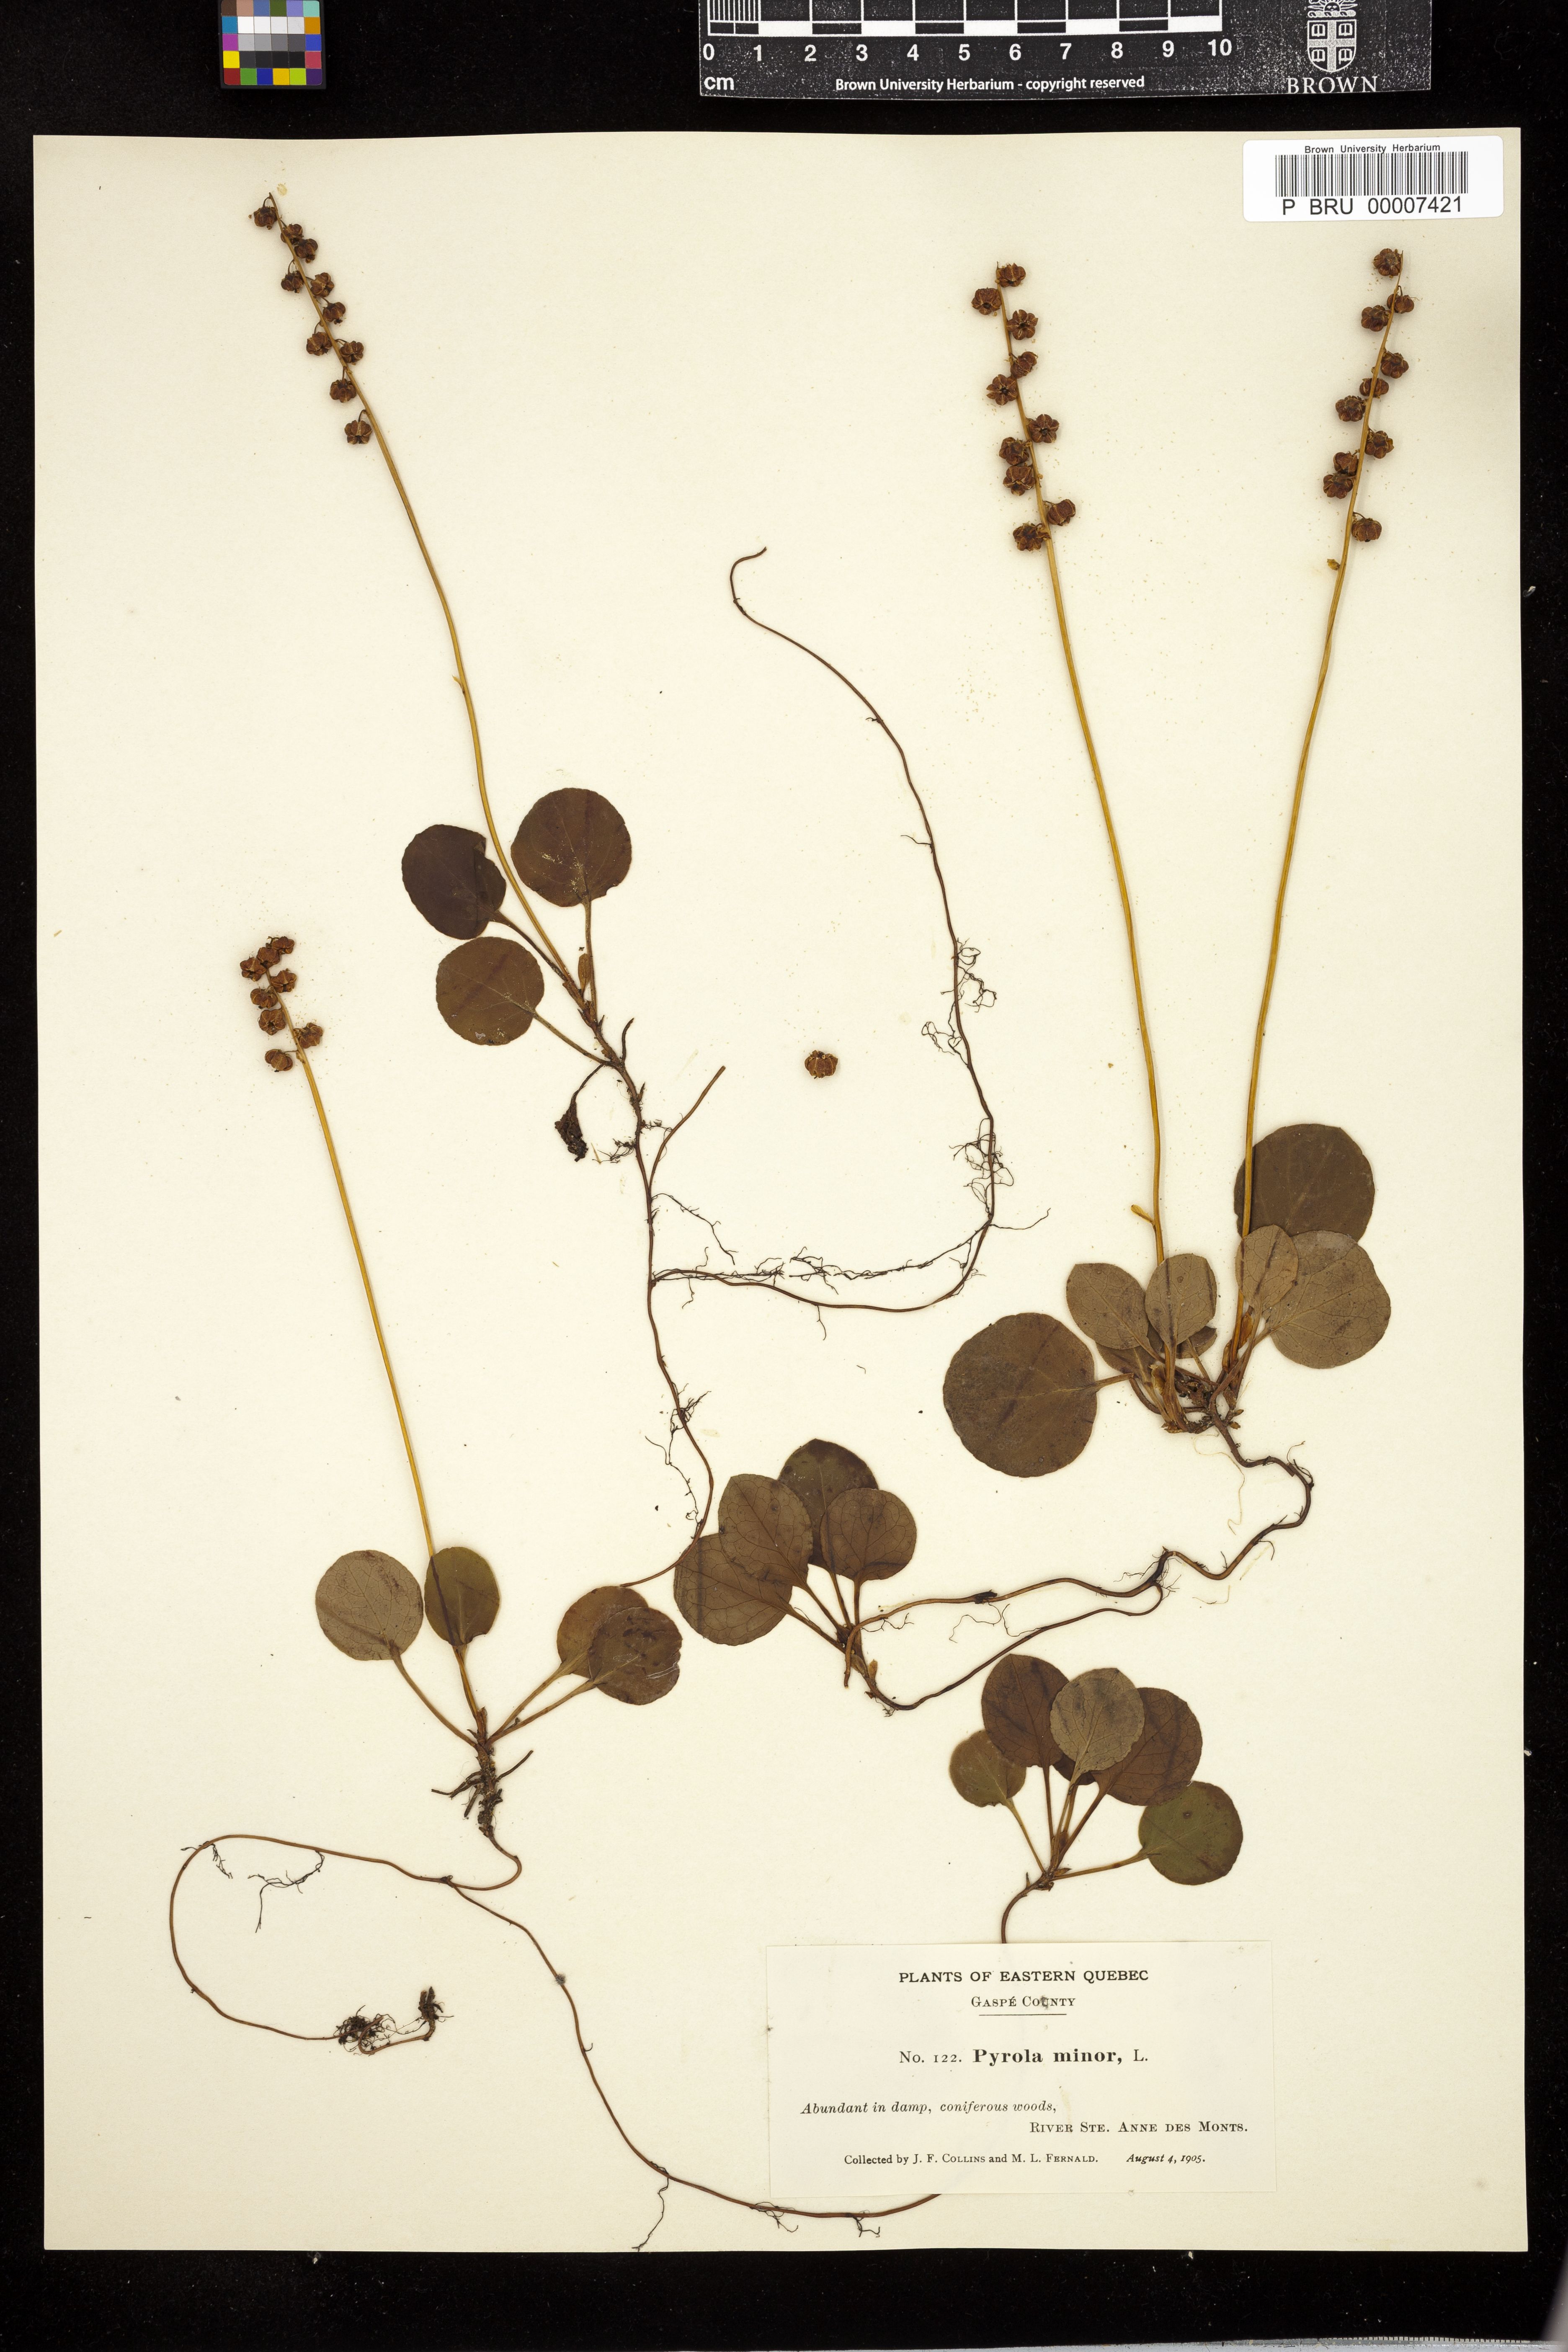 0 1 2 3 4 5 6 7 8 9 10
cm
Brown University Herbarium - copyright reserved
BROWN
Brown University Herbarium
P BRU 00007421
PLANTS OF EASTERN QUEBEC
GASPÉ COUNTY
No. 122. Pyrola minor, L.
Abundant in damp, coniferous woods,
RIVER STE. ANNE DES MONTS.
Collected by J. F. COLLINS and M. L. FERNALD. August 4, 1905.